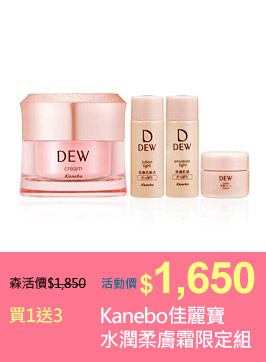 DEW
cream
Kanebo
DEW
lotion
light
DEW
emulsion
light
DEW
森活價$1,850
活動價$1,650
買1送3
Kanebo佳麗寶
水潤柔膚霜限定組